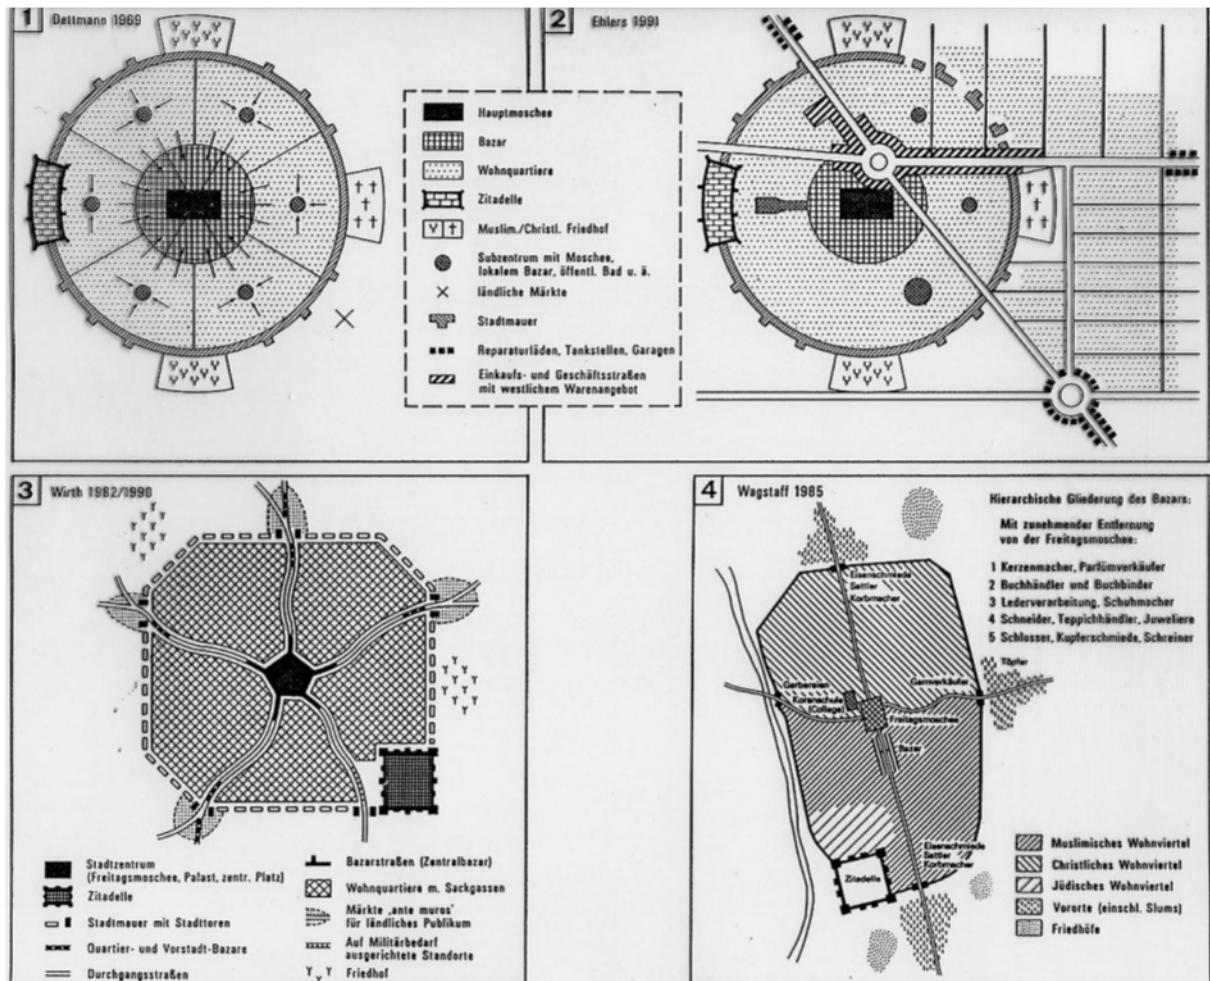 1 Dettmann 1969
2 Ehlers 1991
Hauptmoschee
Bazar
Wohnquartiere
Zitadelle
Muslim./Christl. Friedhof
Subzentrum mit Moschee,
lokalem Bazar, öffentl. Bad u. ä.
ländliche Märkte
Stadtmauer
Reparaturläden, Tankstellen, Garagen
Einkaufs- und Geschäftsstraßen
mit westlichem Warenangebot
3 Wirth 1982/1990
Stadtzentrum
(Freitagsmoschee, Palast, zentr. Platz)
Zitadelle
Stadtmauer mit Stadttoren
Quartier- und Vorstadt-Bazare
Durchgangsstraßen
Bazarstraßen (Zentralbazar)
Wohnquartiere m. Sackgassen
Märkte ‚ante muros'
für ländliches Publikum
Auf Militärbedarf
ausgerichtete Standorte
Friedhof
4 Wagstaff 1985
Hierarchische Gliederung des Bazars:
Mit zunehmender Entfernung
von der Freitagsmoschee:
1 Kerzenmacher, Parfümverkäufer
2 Buchhändler und Buchbinder
3 Lederverarbeitung, Schuhmacher
4 Schneider, Teppichhändler, Juweliere
5 Schlosser, Kupferschmiede, Schreiner
Eisenschmiede
Sattler
Korbmacher
Töpfer
Gerbereien
Garnverkäufer
Koranschule
(College)
Freitagsmoschee
Bazar
Eisenschmiede
Sattler
Korbmacher
Zitadelle
Muslimisches Wohnviertel
Christliches Wohnviertel
Jüdisches Wohnviertel
Vororte (einschl. Slums)
Friedhöfe